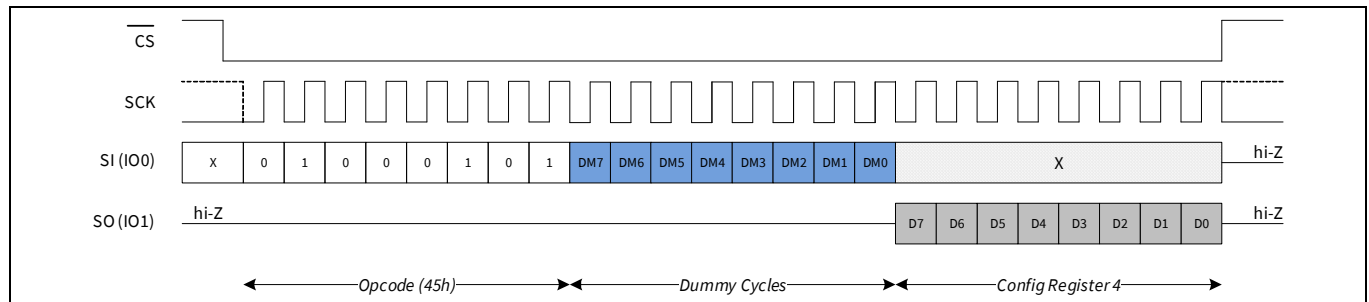 CS
SCK
SI (IO0) X 0 1 0 0 0 1 0 1 DM7 DM6 DM5 DM4 DM3 DM2 DM1 DM0 X hi-Z
SO (IO1) hi-Z D7 D6 D5 D4 D3 D2 D1 D0 hi-Z
Opcode (45h) Dummy Cycles Config Register 4